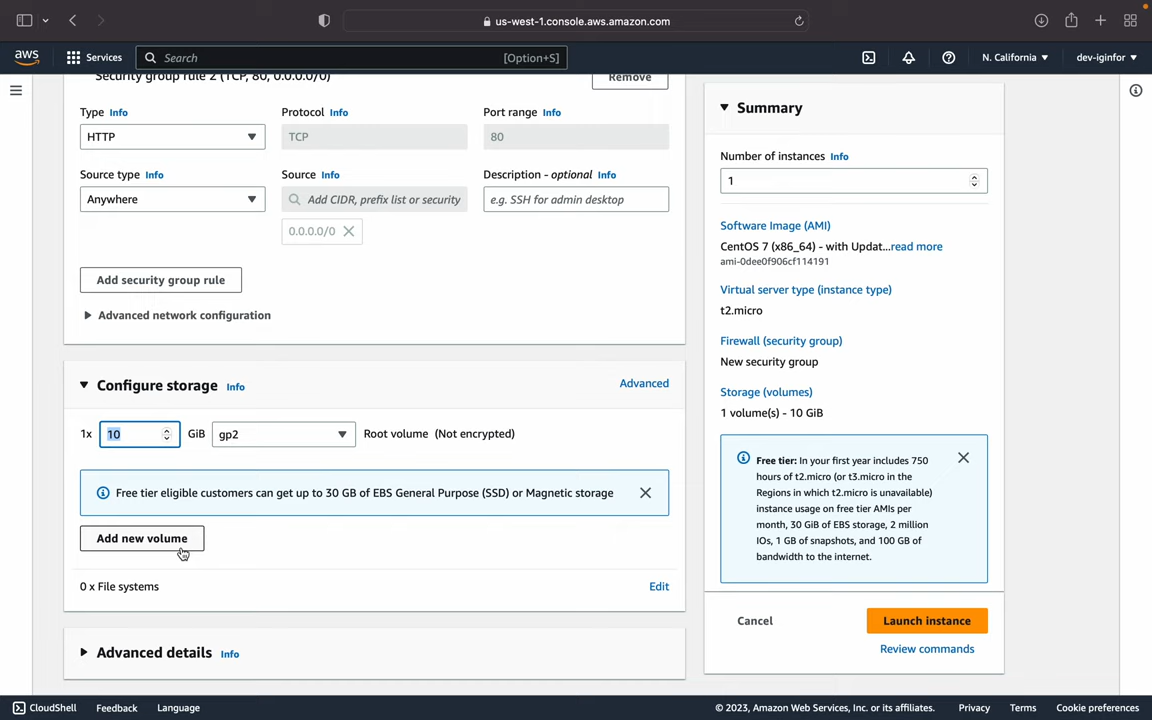 us-west-1.console.aws.amazon.com
aws
Services
Search
[Option+S]
N. California
dev-iginfor
Security group rule 2 (TCP, 80, 0.0.0.0/0)
Remove
Type Info
Protocol Info
Port range Info
HTTP
TCP
80
Source type Info
Source Info
Description - optional Info
Anywhere
Add CIDR, prefix list or security
e.g. SSH for admin desktop
0.0.0.0/0
Add security group rule
Advanced network configuration
Configure storage Info
Advanced
1x
10
GiB
gp2
Root volume (Not encrypted)
Free tier eligible customers can get up to 30 GB of EBS General Purpose (SSD) or Magnetic storage
Add new volume
0 x File systems
Edit
Advanced details Info
Summary
Number of instances Info
1
Software Image (AMI)
CentOS 7 (x86_64) - with Updat...read more
ami-0dee0f906cf114191
Virtual server type (instance type)
t2.micro
Firewall (security group)
New security group
Storage (volumes)
1 volume(s) - 10 GiB
Free tier: In your first year includes 750
hours of t2.micro (or t3.micro in the
Regions in which t2.micro is unavailable)
instance usage on free tier AMIs per
month, 30 GiB of EBS storage, 2 million
IOs, 1 GB of snapshots, and 100 GB of
bandwidth to the internet.
Cancel
Launch instance
Review commands
CloudShell
Feedback
Language
© 2023, Amazon Web Services, Inc. or its affiliates.
Privacy
Terms
Cookie preferences